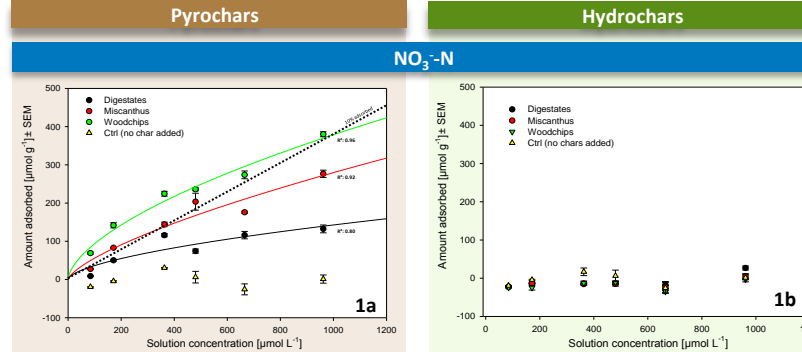 Pyrochars
Hydrochars
NO₃⁻-N
500
400
300
200
100
0
-100
Amount adsorbed [µmol g⁻¹]± SEM
Digestates
Miscanthus
Woodchips
Ctrl (no char added)
10% adsorbed
R²: 0.96
R²: 0.92
R²: 0.80
1a
0 200 400 600 800 1000 1200
Solution concentration [µmol L⁻¹]
500
400
300
200
100
0
-100
Amount adsorbed [µmol g⁻¹]± SEM
Digestates
Miscanthus
Woodchips
Ctrl (no chars added)
1b
0 200 400 600 800 1000
Solution concentration [µmol L⁻¹]